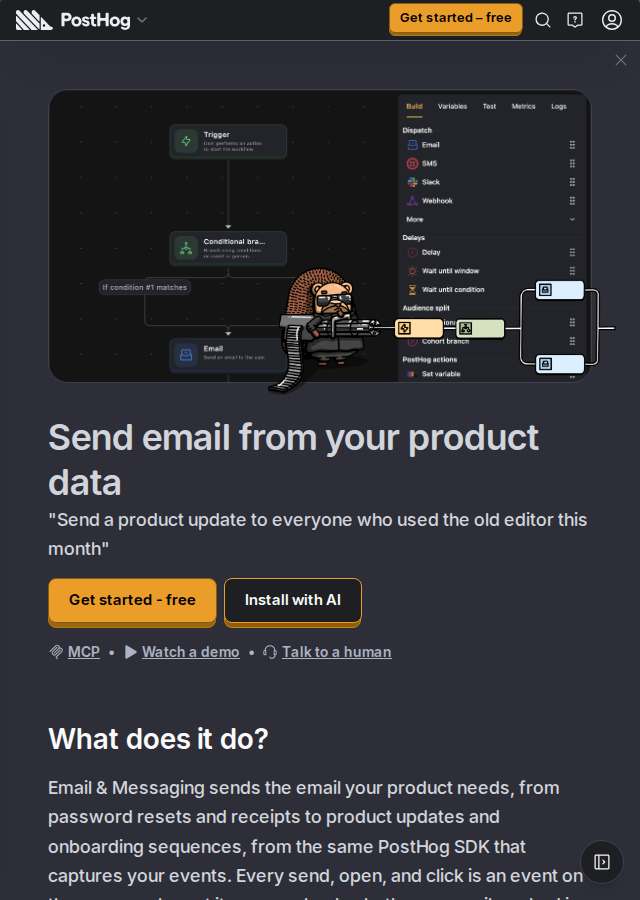 PostHog
Get started – free
Build Variables Test Metrics Logs
Trigger
User performs an action
to start the workflow.
Dispatch
Email
SMS
Slack
Webhook
More
Conditional bra...
Delays
Delay
Wait until window
Wait until condition
If condition #1 matches
Audience split
Cohort branch
Email
Send an email to the user.
PostHog actions
Set variable
Send email from your product
data
"Send a product update to everyone who used the old editor this
month"
Get started - free
Install with AI
MCP • Watch a demo • Talk to a human
What does it do?
Email & Messaging sends the email your product needs, from
password resets and receipts to product updates and
onboarding sequences, from the same PostHog SDK that
captures your events. Every send, open, and click is an event on